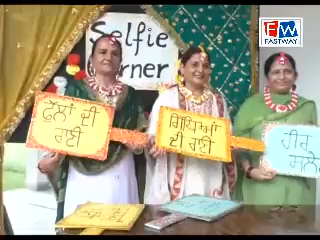 Selfie
Corner
FW
FASTWAY
ਫੁੱਲਾਂ ਦੀ
ਰਾਣੀ
ਗਿੱਧਿਆਂ
ਦੀ ਰਾਣੀ
ਹੀਰ